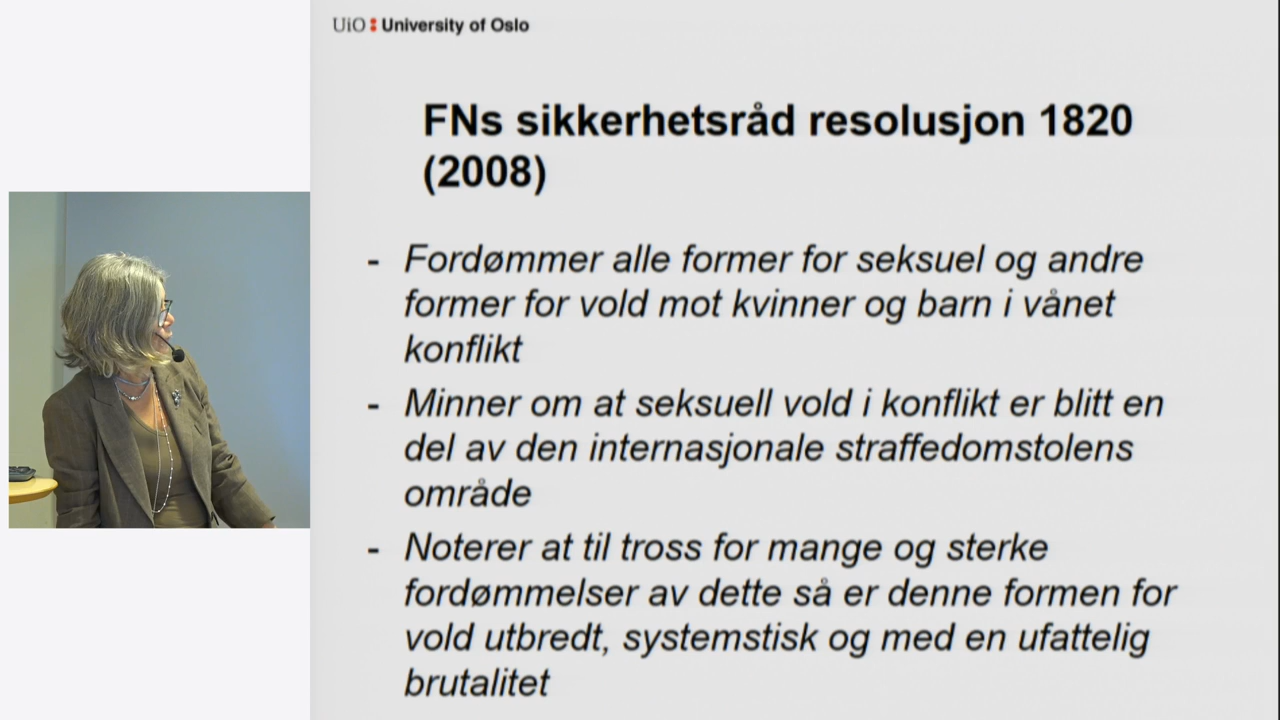 UiO : University of Oslo
FNs sikkerhetsråd resolusjon 1820
(2008)
- Fordømmer alle former for seksuel og andre
former for vold mot kvinner og barn i vånet
konflikt
- Minner om at seksuell vold i konflikt er blitt en
del av den internasjonale straffedomstolens
område
- Noterer at til tross for mange og sterke
fordømmelser av dette så er denne formen for
vold utbredt, systemstisk og med en ufattelig
brutalitet